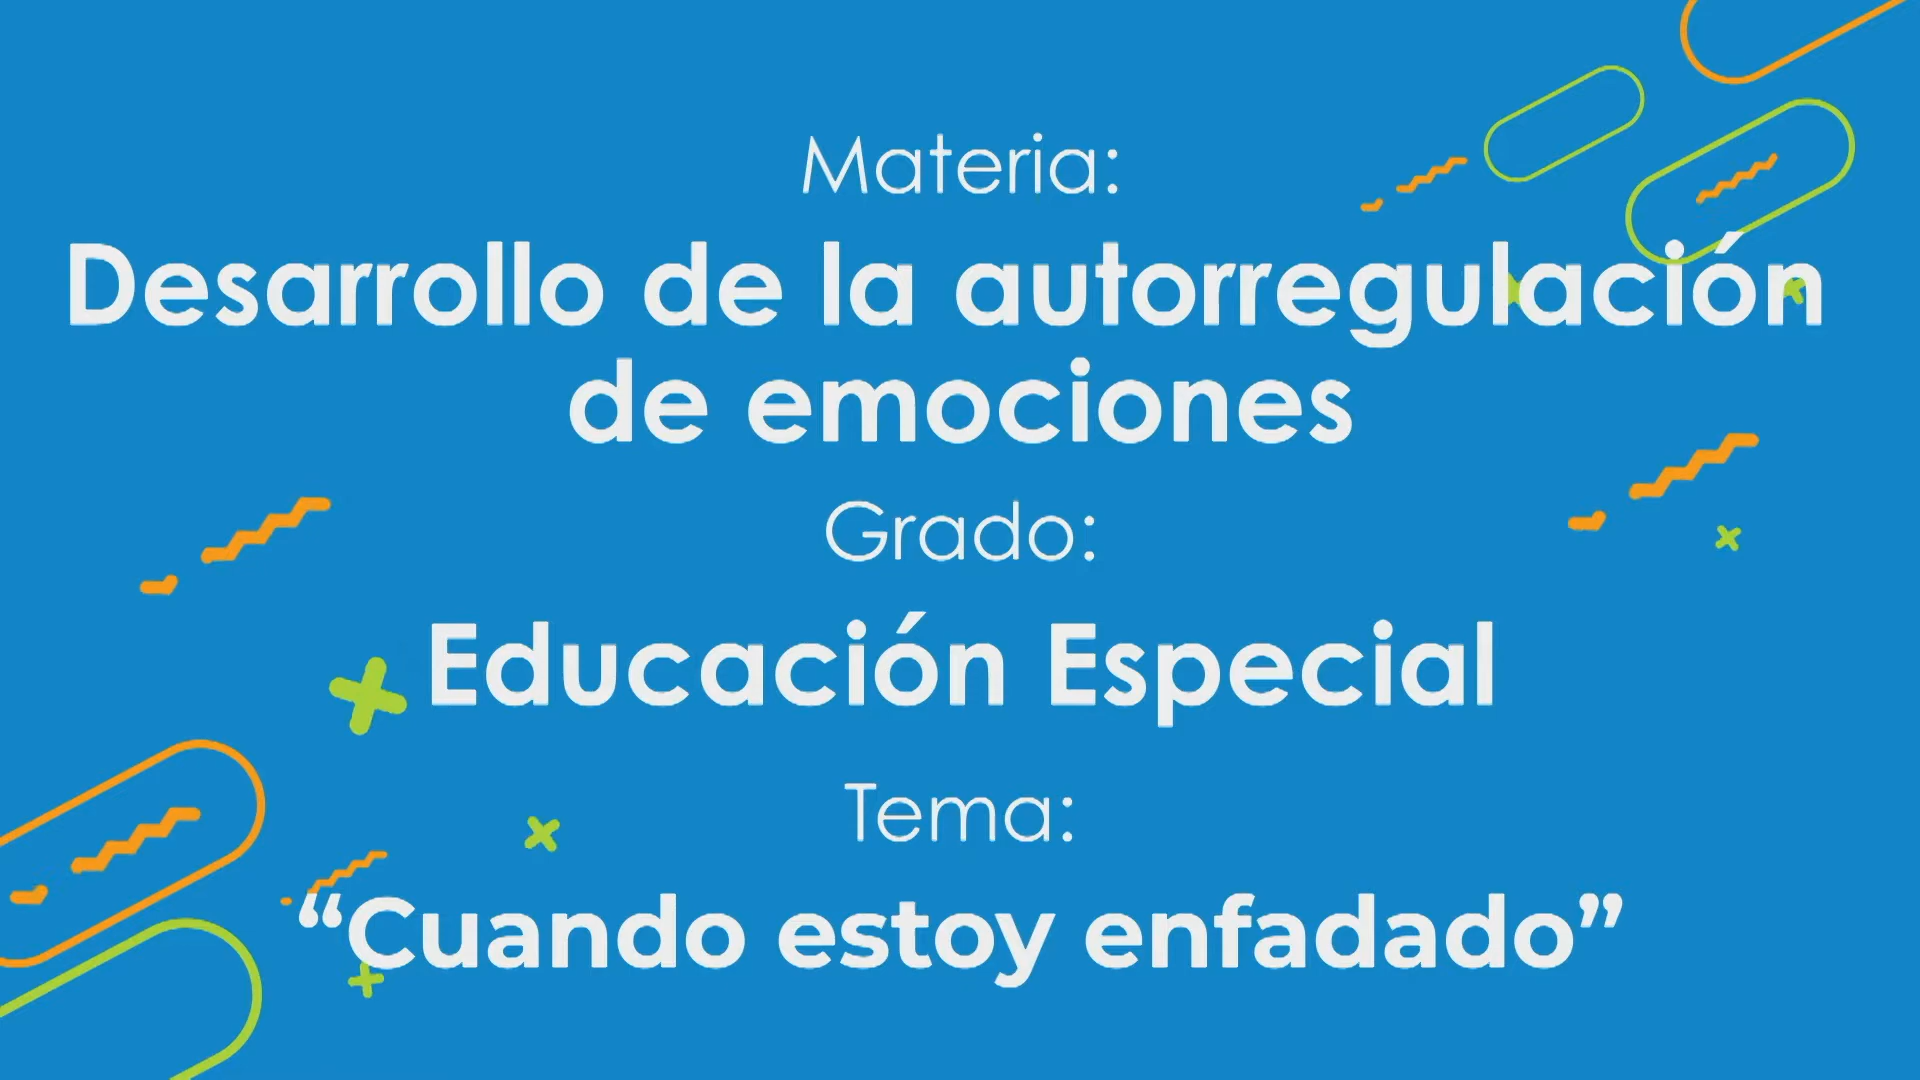 Materia:
Desarrollo de la autorregulación
de emociones
Grado:
Educación Especial
Tema:
“Cuando estoy enfadado”